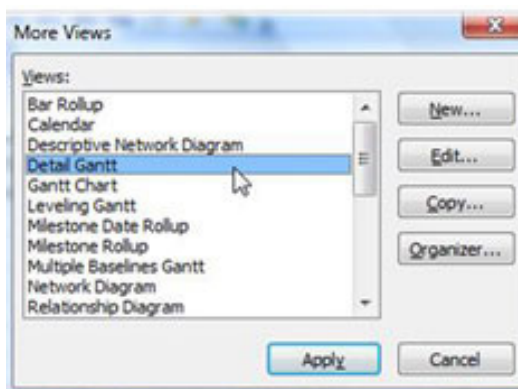 More Views
Views:
Bar Rollup
Calendar
Descriptive Network Diagram
Detail Gantt
Gantt Chart
Leveling Gantt
Milestone Date Rollup
Milestone Rollup
Multiple Baselines Gantt
Network Diagram
Relationship Diagram
New...
Edit...
Copy...
Organizer...
Apply
Cancel